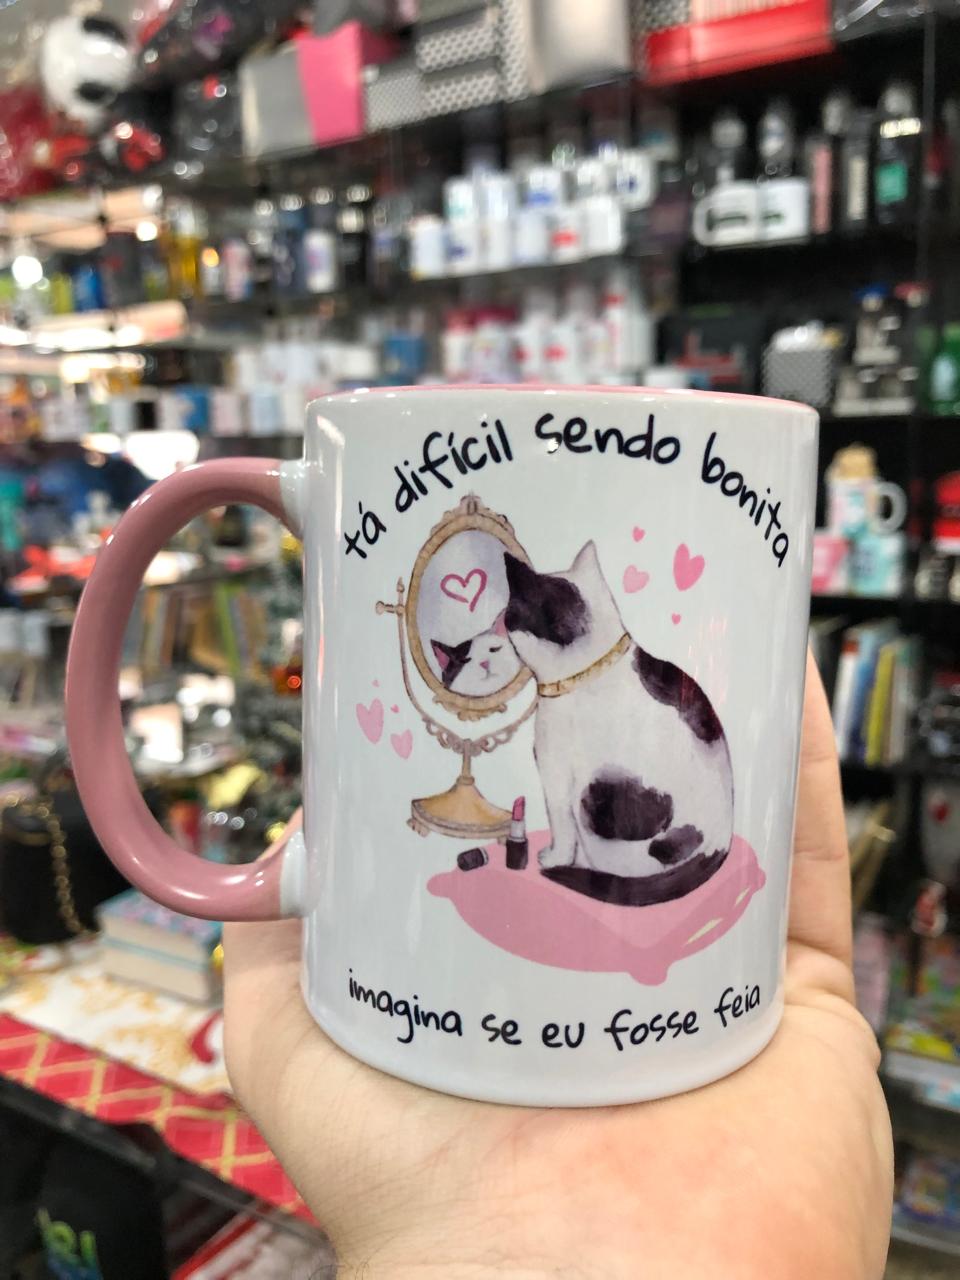 tá difícil sendo bonita
imagina se eu fosse feia